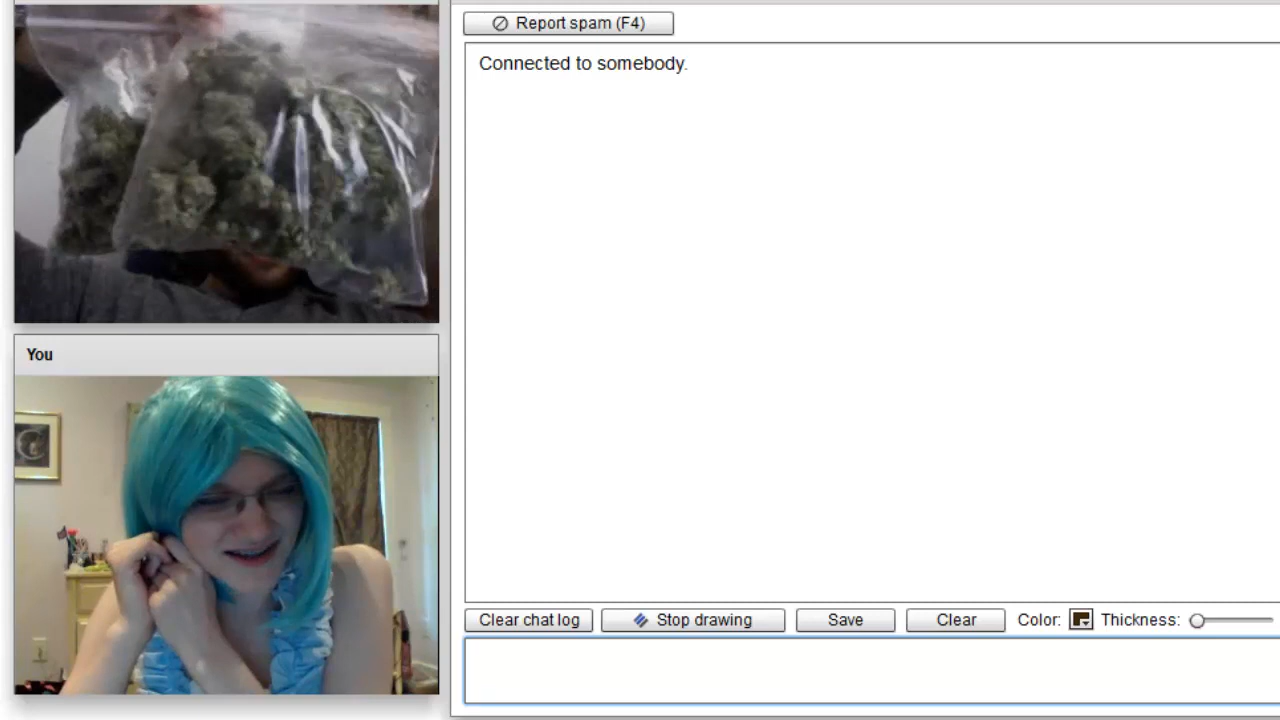 Report spam (F4)
Connected to somebody.
You
Clear chat log
Stop drawing
Save
Clear
Color:
Thickness: